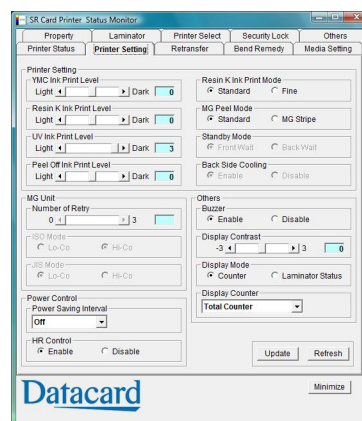 SR Card Printer Status Monitor
Property Laminator Printer Select Security Lock Others
Printer Status Printer Setting Retransfer Bend Remedy Media Setting
Printer Setting
YMC Ink Print Level
Light Dark 0
Resin K Ink Print Level
Light Dark 0
UV Ink Print Level
Light Dark 3
Peel Off Ink Print Level
Light Dark 0
Resin K Ink Print Mode
Standard Fine
MG Peel Mode
Standard MG Stripe
Standby Mode
Front Wait Back Wait
Back Side Cooling
Enable Disable
MG Unit
Number of Retry
0 3
ISO Mode
Lo-Co Hi-Co
JIS Mode
Lo-Co Hi-Co
Power Control
Power Saving Interval
Off
HR Control
Enable Disable
Others
Buzzer
Enable Disable
Display Contrast
-3 3 0
Display Mode
Counter Laminator Status
Display Counter
Total Counter
Update Refresh
Datacard
Minimize